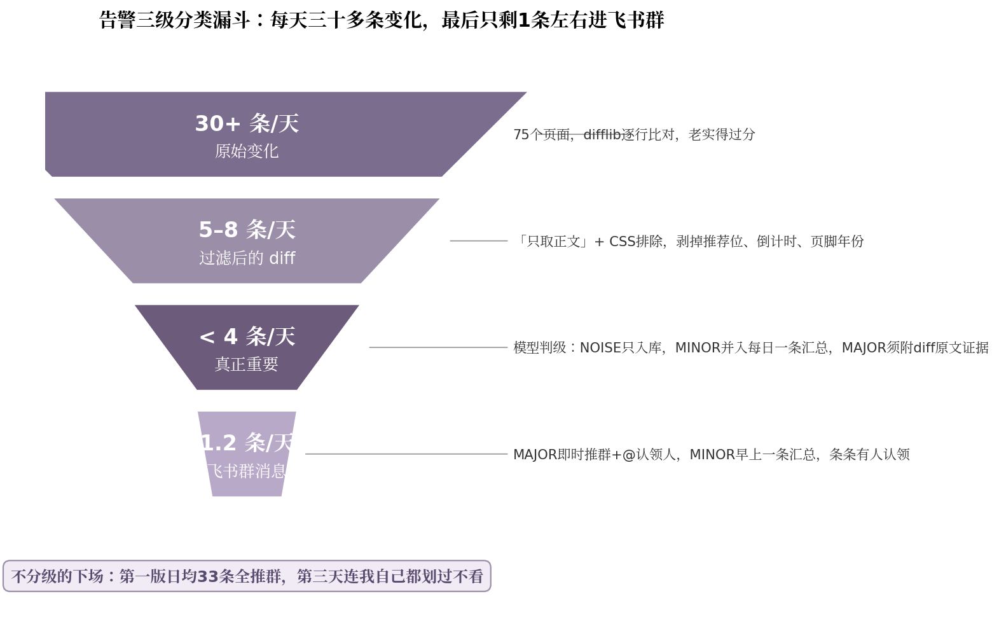 告警三级分类漏斗：每天三十多条变化，最后只剩1条左右进飞书群
30+ 条/天
原始变化
75个页面，difflib逐行比对，老实得过分
5–8 条/天
过滤后的 diff
「只取正文」+ CSS排除，剥掉推荐位、倒计时、页脚年份
< 4 条/天
真正重要
模型判级：NOISE只入库，MINOR并入每日一条汇总，MAJOR须附diff原文证据
1.2 条/天
飞书群消息
MAJOR即时推群+@认领人，MINOR早上一条汇总，条条有人认领
不分级的下场：第一版日均33条全推群，第三天连我自己都划过不看